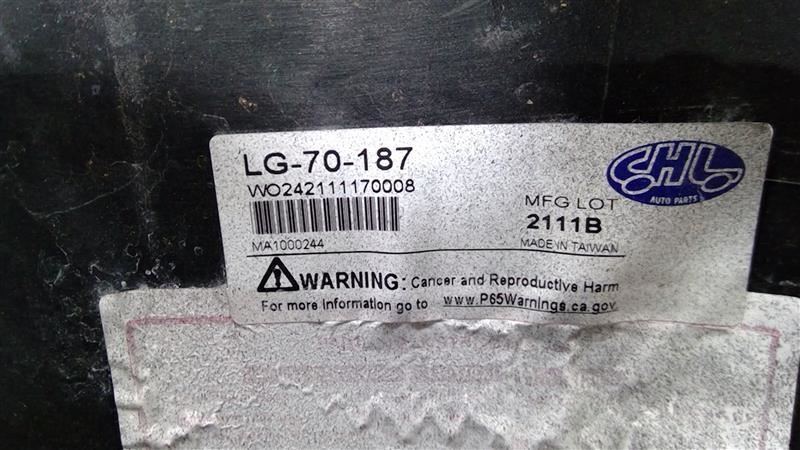 LG-70-187
WO242111170008
MA1000244
CHL
AUTO PARTS
MFG LOT
2111B
MADE IN TAIWAN
WARNING: Cancer and Reproductive Harm
For more information go to www.P65Warnings.ca.gov